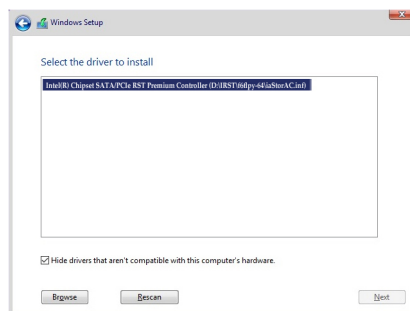 Windows Setup
Select the driver to install
Intel(R) Chipset SATA/PCIe RST Premium Controller (D:\IRST\f6flpy-64\iaStorAC.inf)
Hide drivers that aren't compatible with this computer's hardware.
Browse Rescan Next